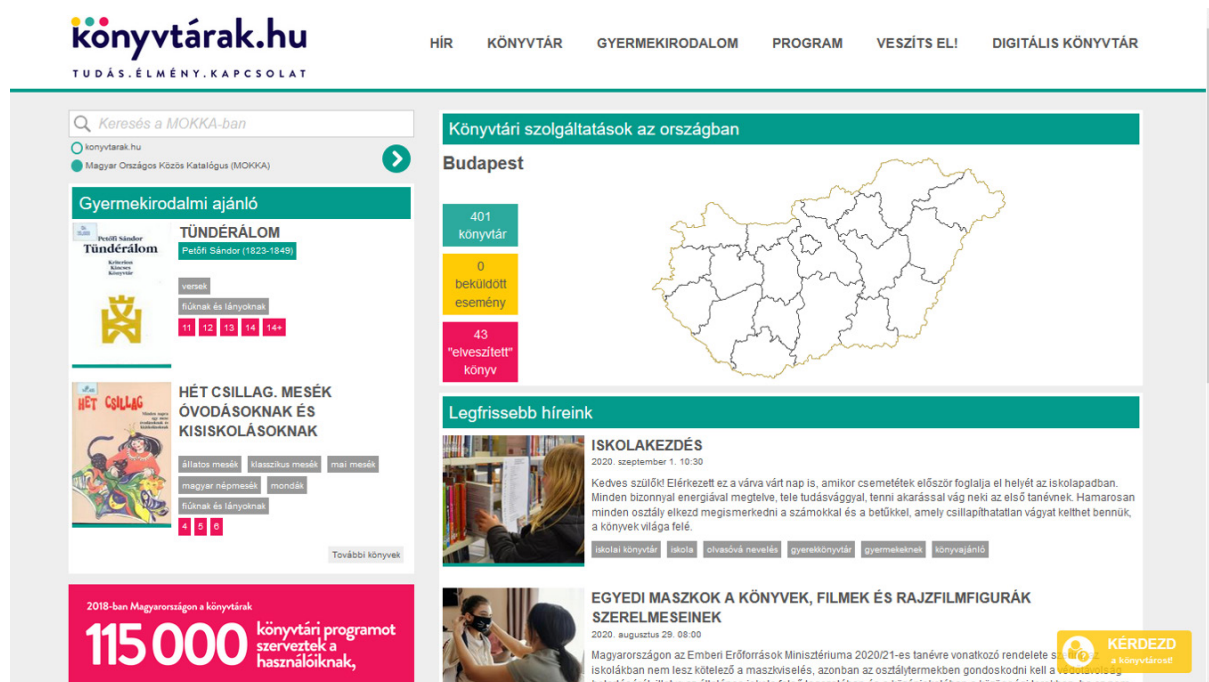 könyvtárak.hu
TUDÁS.ÉLMÉNY.KAPCSOLAT
HÍR KÖNYVTÁR GYERMEKIRODALOM PROGRAM VESZÍTS EL! DIGITÁLIS KÖNYVTÁR
Keresés a MOKKA-ban
konyvtarak.hu
Magyar Országos Közös Katalógus (MOKKA)
Gyermekirodalmi ajánló
Petőfi Sándor
Tündérálom
Kriterion
Kincses
Könyvtár
TÜNDÉRÁLOM
Petőfi Sándor (1823-1849)
versek
fiúknak és lányoknak
11 12 13 14 14+
HÉT CSILLAG
HÉT CSILLAG. MESÉK
ÓVODÁSOKNAK ÉS
KISISKOLÁSOKNAK
állatos mesék klasszikus mesék mai mesék
magyar népmesék mondák
fiúknak és lányoknak
4 5 6
További könyvek
2018-ban Magyarországon a könyvtárak
115 000 könyvtári programot
szerveztek a
használóiknak,
Könyvtári szolgáltatások az országban
Budapest
401
könyvtár
0
beküldött
esemény
43
"elveszített"
könyv
Legfrissebb híreink
ISKOLAKEZDÉS
2020. szeptember 1. 10:30
Kedves szülők! Elérkezett ez a várva várt nap is, amikor csemetétek először foglalja el helyét az iskolapadban.
Minden bizonnyal energiával megtelve, tele tudásvággyal, tenni akarással vág neki az első tanévnek. Hamarosan
minden osztály elkezd megismerkedni a számokkal és a betűkkel, amely csillapíthatatlan vágyat kelthet bennük,
a könyvek világa felé.
iskolai könyvtár iskola olvasóvá nevelés gyerekkönyvtár gyermekeknek könyvajánló
EGYEDI MASZKOK A KÖNYVEK, FILMEK ÉS RAJZFILMFIGURÁK
SZERELMESEINEK
2020. augusztus 29. 08:00
Magyarországon az Emberi Erőforrások Minisztériuma 2020/21-es tanévre vonatkozó rendelete
iskolákban nem lesz kötelező a maszkviselés, azonban az osztálytermekben gondoskodni kell a védőtávolság
KÉRDEZD
a könyvtárost!